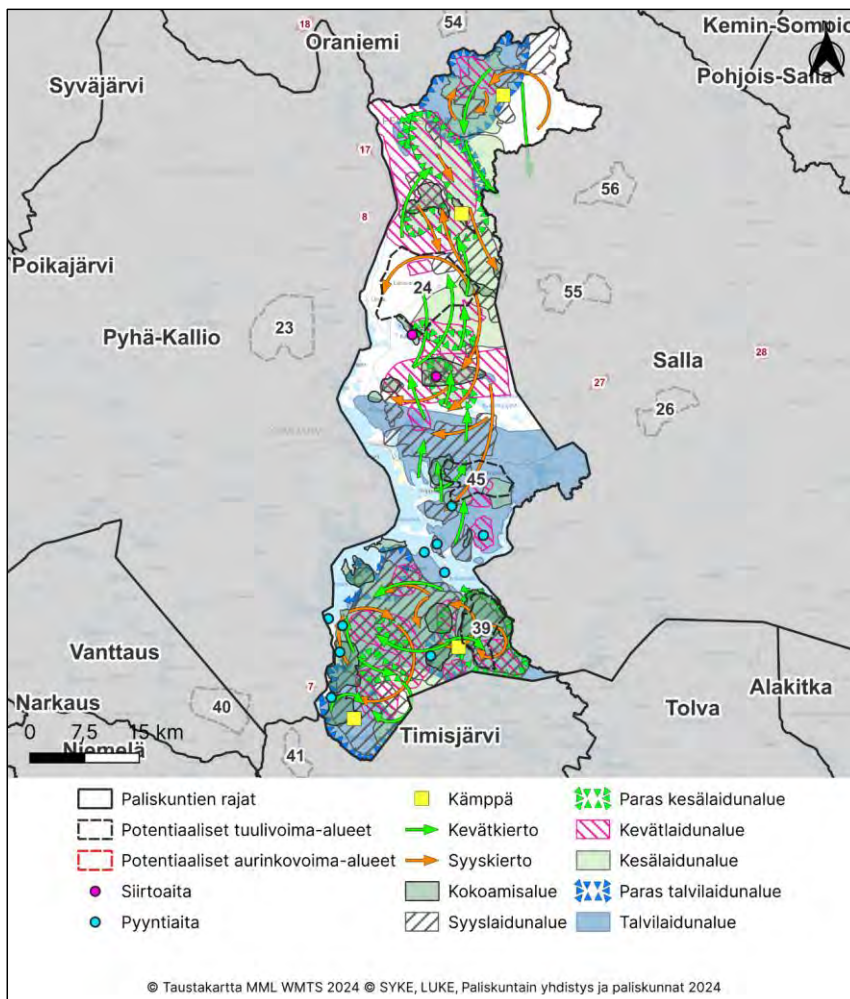 54
Kemin-Sompio
18
Oraniemi
Pohjois-Salla
Syväjärvi
17
56
8
Poikajärvi
24
55
23
Pyhä-Kallio
Salla
28
27
26
45
39
Vanttaus
7
Tolva
Alakitka
Narkaus
40
0 7,5 15 km
Niemelä
41
Timisjärvi
Paliskuntien rajat
Potentiaaliset tuulivoima-alueet
Potentiaaliset aurinkovoima-alueet
Siirtoaita
Pyyntiaita
Kämppä
Kevätkierto
Syyskierto
Kokoamisalue
Syyslaidunalue
Paras kesälaidunalue
Kevätlaidunalue
Kesälaidunalue
Paras talvilaidunalue
Talvilaidunalue
© Taustakartta MML WMTS 2024 © SYKE, LUKE, Paliskuntain yhdistys ja paliskunnat 2024